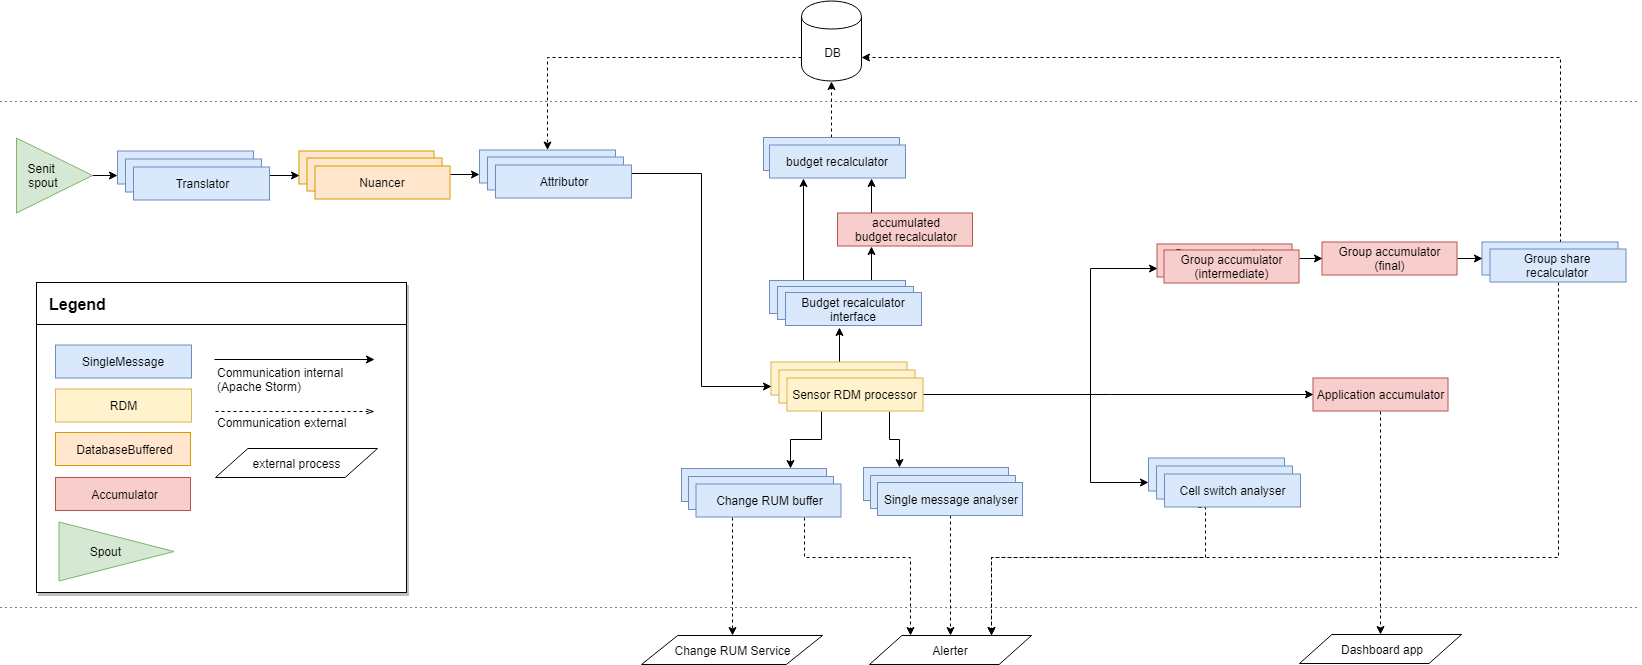 DB
Senit
spout
Translator
Nuancer
Attributor
budget recalculator
accumulated
budget recalculator
Budget recalculator
interface
Group accumulator
(intermediate)
Group accumulator
(final)
Group share
recalculator
Sensor RDM processor
Application accumulator
Change RUM buffer
Single message analyser
Cell switch analyser
Change RUM Service
Alerter
Dashboard app
Legend
SingleMessage
RDM
DatabaseBuffered
Accumulator
Spout
Communication internal
(Apache Storm)
Communication external
external process